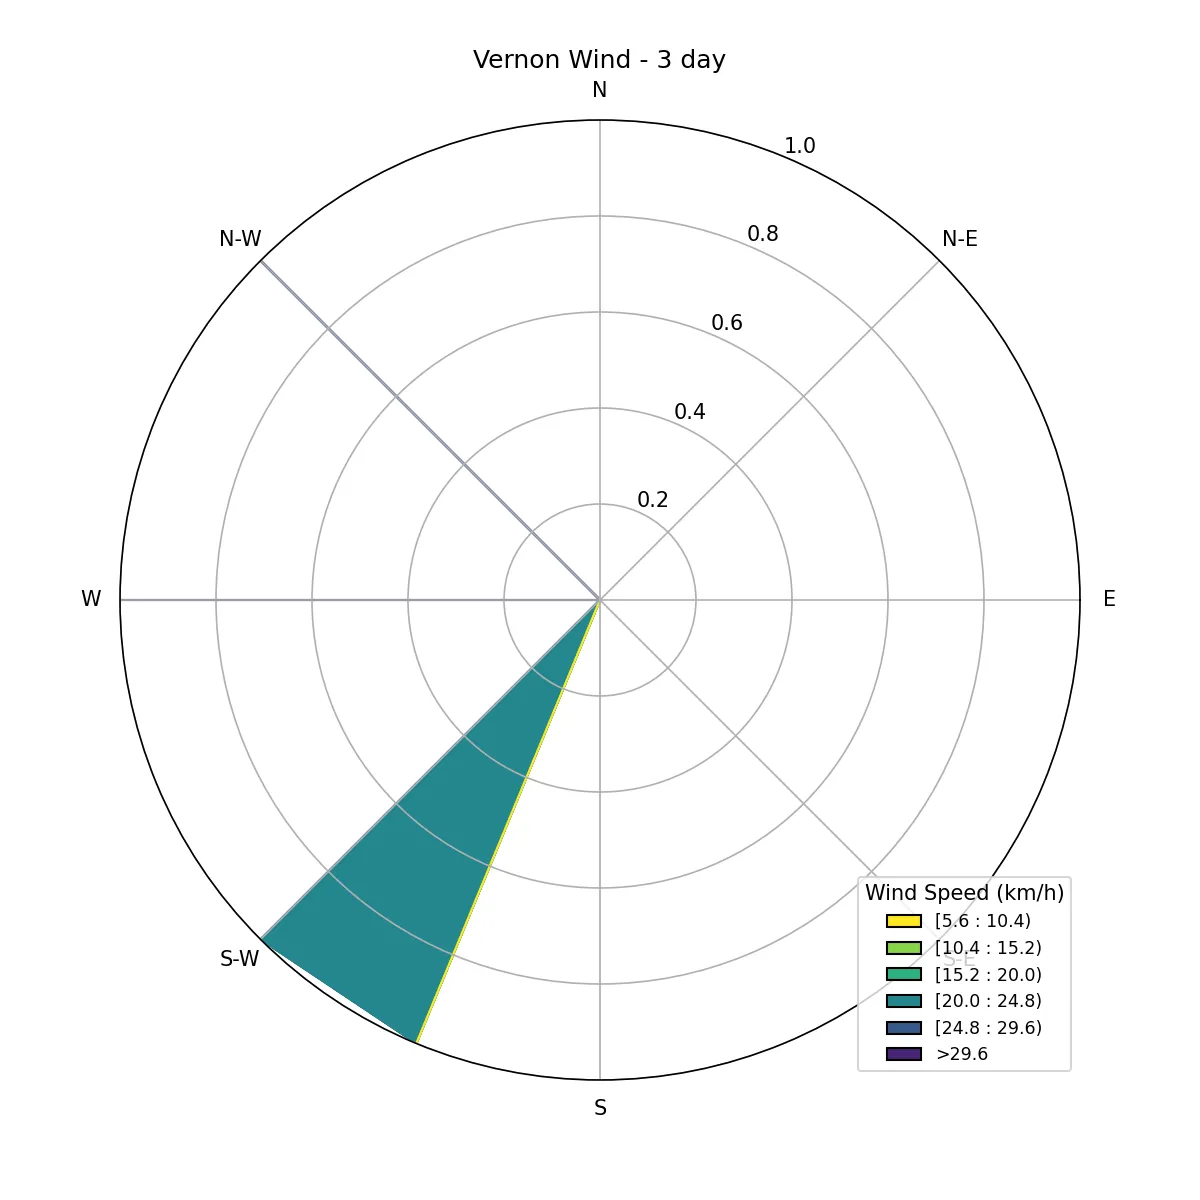 Vernon Wind - 3 day
N
1.0
N-W
0.8
N-E
0.6
0.4
0.2
W
E
S-W
S-E
S
Wind Speed (km/h)
[5.6 : 10.4)
[10.4 : 15.2)
[15.2 : 20.0)
[20.0 : 24.8)
[24.8 : 29.6)
>29.6